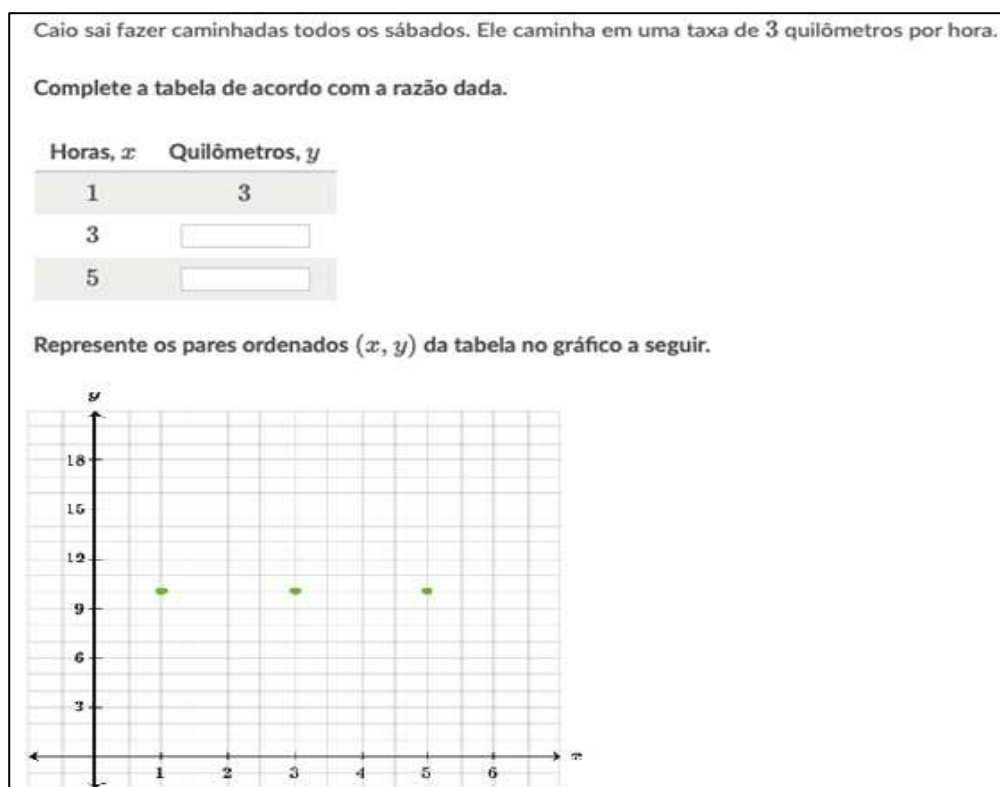 Caio sai fazer caminhadas todos os sábados. Ele caminha em uma taxa de 3 quilômetros por hora.
Complete a tabela de acordo com a razão dada.
Horas, x Quilômetros, y
1 3
3
5
Represente os pares ordenados (x, y) da tabela no gráfico a seguir.
y
18
15
12
9
6
3
1 2 3 4 5 6 x